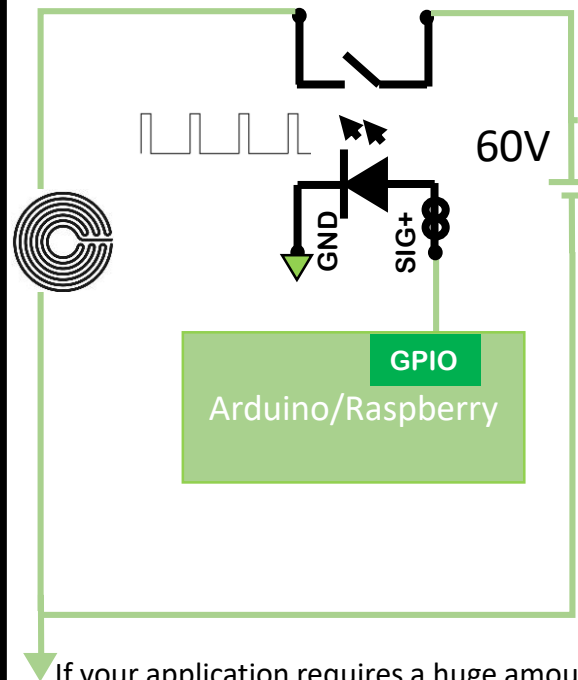 60V
GND
SIG+
GPIO
Arduino/Raspberry
If your application requires a huge amou